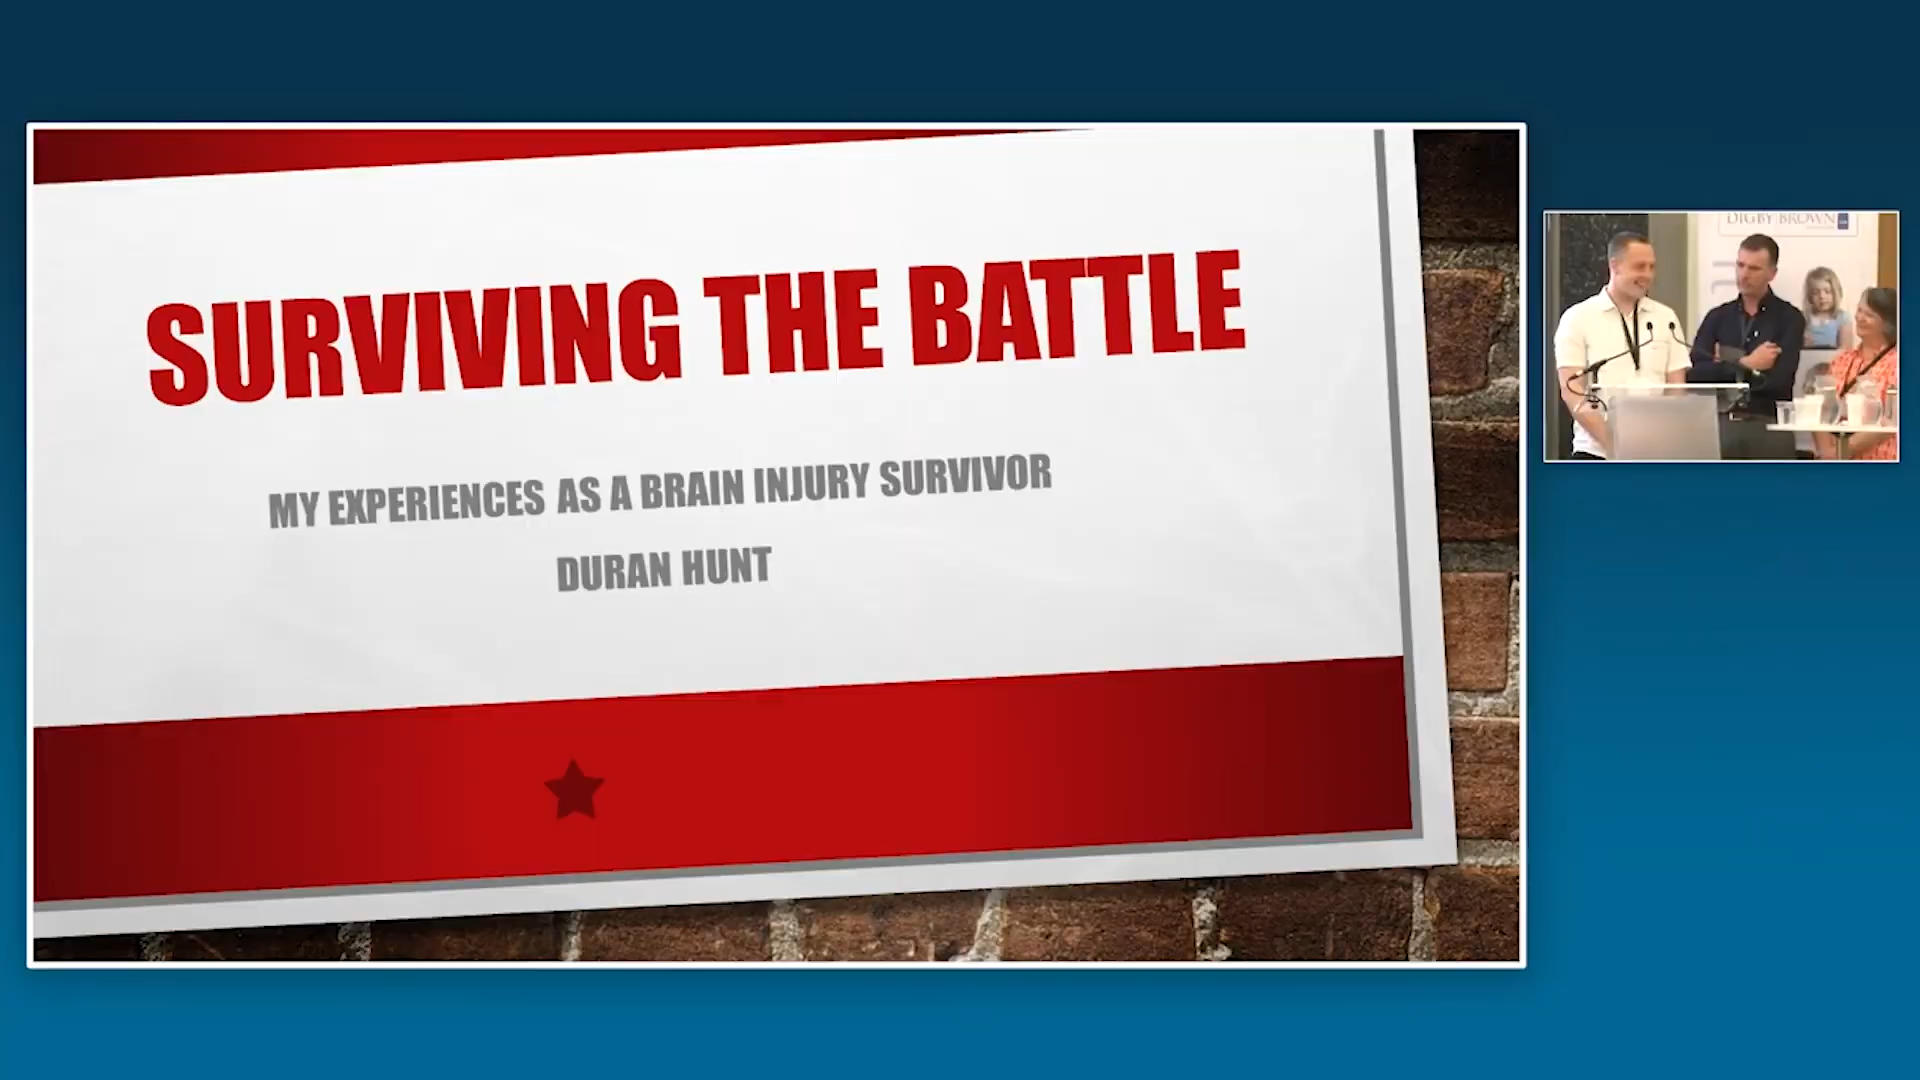 SURVIVING THE BATTLE
MY EXPERIENCES AS A BRAIN INJURY SURVIVOR
DURAN HUNT
DIGBY BROWN